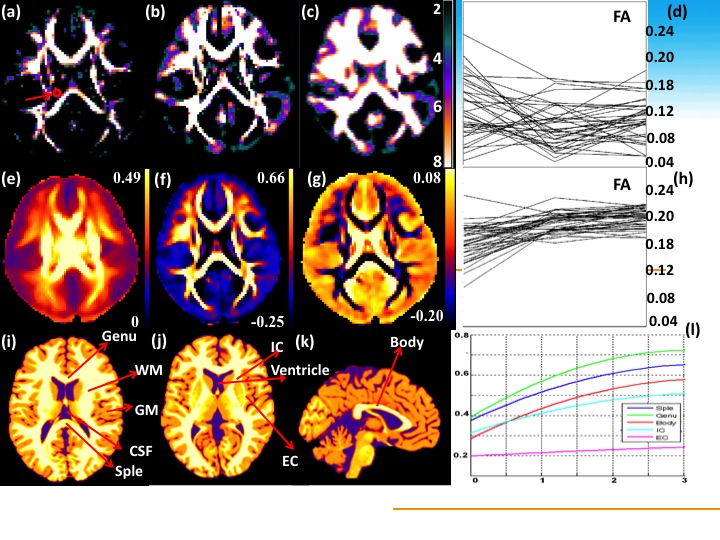 (a)
(b)
(c)
2
4
6
8
FA
(d)
0.24
0.20
0.18
0.12
0.08
0.04
(e)
0.49
0
(f)
0.66
-0.25
(g)
0.08
-0.20
FA
(h)
0.24
0.20
0.18
0.12
0.08
0.04
(i)
Genu
WM
GM
CSF
Sple
(j)
IC
Ventricle
EC
(k)
Body
(l)
0.8
0.6
0.4
0.2
0 1 2 3
Sple
Genu
Body
IC
EC